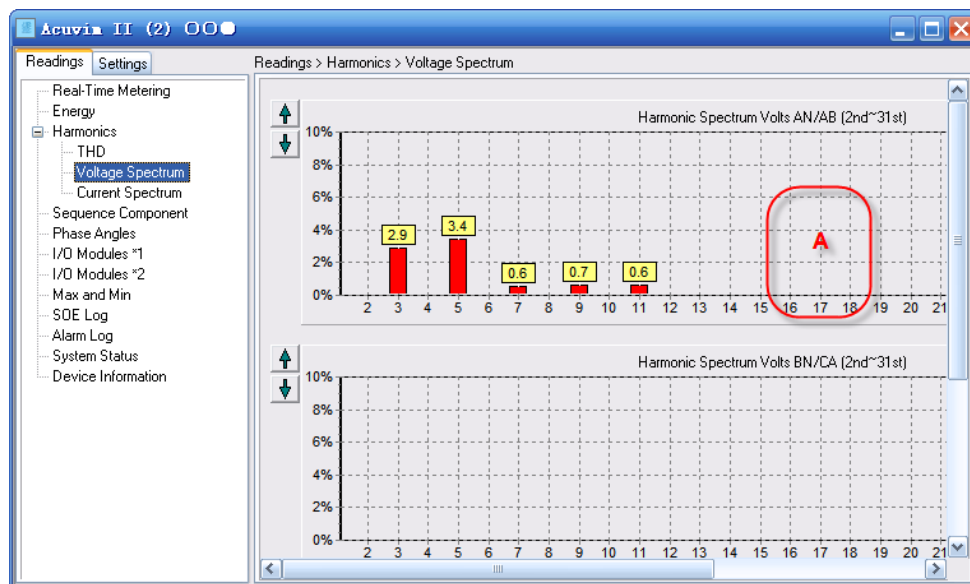 Acuvim II (2) ○○●
Readings
Settings
Readings > Harmonics > Voltage Spectrum
Real-Time Metering
Energy
Harmonics
THD
Voltage Spectrum
Current Spectrum
Sequence Component
Phase Angles
I/O Modules *1
I/O Modules *2
Max and Min
SOE Log
Alarm Log
System Status
Device Information
Harmonic Spectrum Volts AN/AB (2nd~31st)
10%
8%
6%
4%
2%
0%
2.9
3.4
0.6
0.7
0.6
A
2 3 4 5 6 7 8 9 10 11 12 13 14 15 16 17 18 19 20 21
Harmonic Spectrum Volts BN/CA (2nd~31st)
10%
8%
6%
4%
2%
0%
2 3 4 5 6 7 8 9 10 11 12 13 14 15 16 17 18 19 20 21